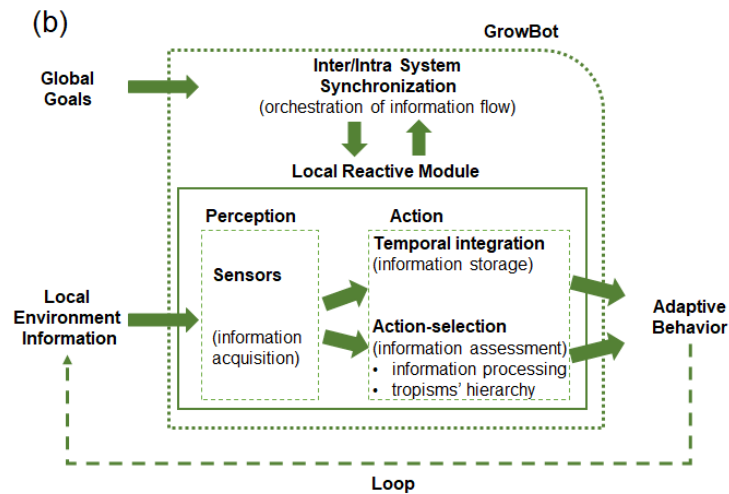 (b)
GrowBot
Global
Goals
Inter/Intra System
Synchronization
(orchestration of information flow)
Local Reactive Module
Perception
Action
Sensors
(information
acquisition)
Temporal integration
(information storage)
Action-selection
(information assessment)
• information processing
• tropisms' hierarchy
Local
Environment
Information
Adaptive
Behavior
Loop